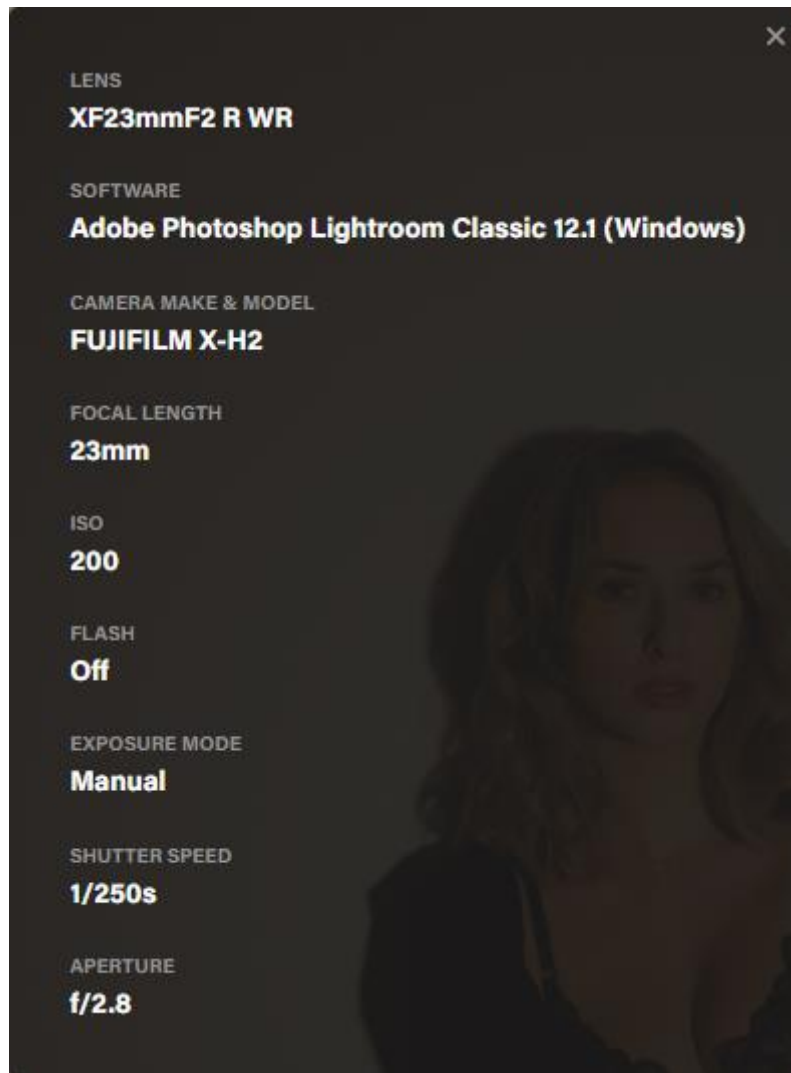 LENS
XF23mmF2 R WR
SOFTWARE
Adobe Photoshop Lightroom Classic 12.1 (Windows)
CAMERA MAKE & MODEL
FUJIFILM X-H2
FOCAL LENGTH
23mm
ISO
200
FLASH
Off
EXPOSURE MODE
Manual
SHUTTER SPEED
1/250s
APERTURE
f/2.8